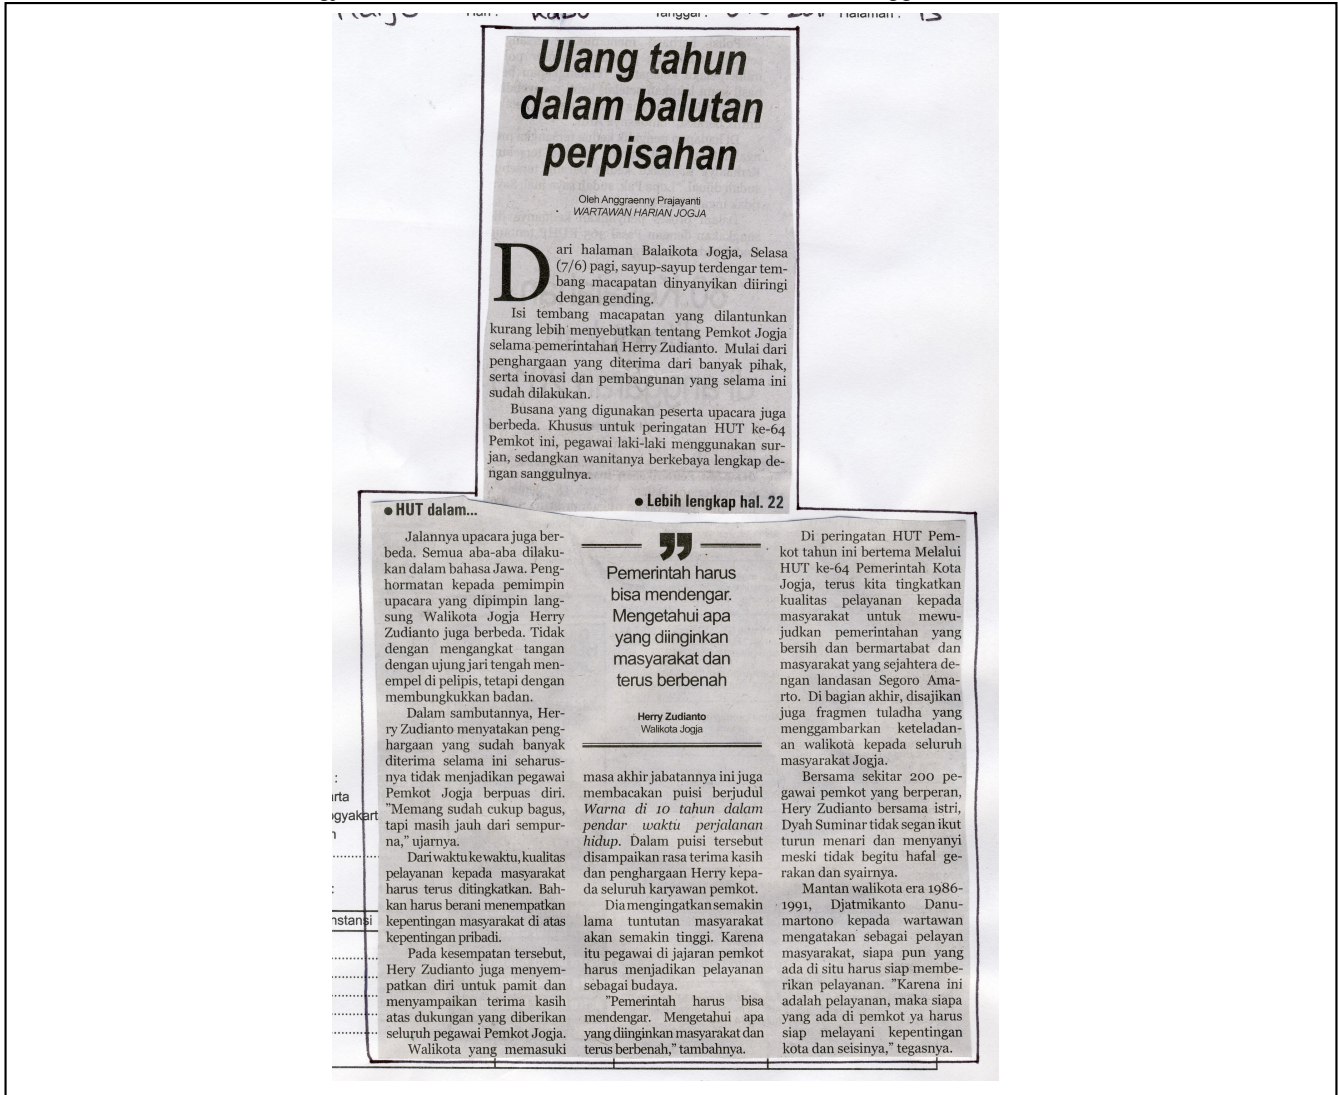 Hari :
Rabu
Tanggal :
Halaman : 13
Ulang tahun
dalam balutan
perpisahan
Oleh Anggraenny Prajayanti
WARTAWAN HARIAN JOGJA
Dari halaman Balaikota Jogja, Selasa
(7/6) pagi, sayup-sayup terdengar tem-
bang macapatan dinyanyikan diiringi
dengan gending.
Isi tembang macapatan yang dilantunkan
kurang lebih menyebutkan tentang Pemkot Jogja
selama pemerintahan Herry Zudianto. Mulai dari
penghargaan yang diterima dari banyak pihak,
serta inovasi dan pembangunan yang selama ini
sudah dilakukan.
Busana yang digunakan peserta upacara juga
berbeda. Khusus untuk peringatan HUT ke-64
Pemkot ini, pegawai laki-laki menggunakan sur-
jan, sedangkan wanitanya berkebaya lengkap de-
ngan sanggulnya.
● Lebih lengkap hal. 22
● HUT dalam...
Jalannya upacara juga ber-
beda. Semua aba-aba dilaku-
kan dalam bahasa Jawa. Peng-
hormatan kepada pemimpin
upacara yang dipimpin lang-
sung Walikota Jogja Herry
Zudianto juga berbeda. Tidak
dengan mengangkat tangan
dengan ujung jari tengah men-
empel di pelipis, tetapi dengan
membungkukkan badan.
Dalam sambutannya, Her-
ry Zudianto menyatakan peng-
hargaan yang sudah banyak
diterima selama ini seharus-
nya tidak menjadikan pegawai
Pemkot Jogja berpuas diri.
"Memang sudah cukup bagus,
tapi masih jauh dari sempur-
na," ujarnya.
Dari waktu ke waktu, kualitas
pelayanan kepada masyarakat
harus terus ditingkatkan. Bah-
kan harus berani menempatkan
kepentingan masyarakat di atas
kepentingan pribadi.
Pada kesempatan tersebut,
Hery Zudianto juga menyem-
patkan diri untuk pamit dan
menyampaikan terima kasih
atas dukungan yang diberikan
seluruh pegawai Pemkot Jogja.
Walikota yang memasuki
”
Pemerintah harus
bisa mendengar.
Mengetahui apa
yang diinginkan
masyarakat dan
terus berbenah
Herry Zudianto
Walikota Jogja
masa akhir jabatannya ini juga
membacakan puisi berjudul
Warna di 10 tahun dalam
pendar waktu perjalanan
hidup. Dalam puisi tersebut
disampaikan rasa terima kasih
dan penghargaan Herry kepa-
da seluruh karyawan pemkot.
Dia mengingatkan semakin
lama tuntutan masyarakat
akan semakin tinggi. Karena
itu pegawai di jajaran pemkot
harus menjadikan pelayanan
sebagai budaya.
"Pemerintah harus bisa
mendengar. Mengetahui apa
yang diinginkan masyarakat dan
terus berbenah," tambahnya.
Di peringatan HUT Pem-
kot tahun ini bertema Melalui
HUT ke-64 Pemerintah Kota
Jogja, terus kita tingkatkan
kualitas pelayanan kepada
masyarakat untuk mewu-
judkan pemerintahan yang
bersih dan bermartabat dan
masyarakat yang sejahtera de-
ngan landasan Segoro Ama-
rto. Di bagian akhir, disajikan
juga fragmen tuladha yang
menggambarkan keteladan-
an walikota kepada seluruh
masyarakat Jogja.
Bersama sekitar 200 pe-
gawai pemkot yang berperan,
Hery Zudianto bersama istri,
Dyah Suminar tidak segan ikut
turun menari dan menyanyi
meski tidak begitu hafal ge-
rakan dan syairnya.
Mantan walikota era 1986-
1991, Djatmikanto Danu-
martono kepada wartawan
mengatakan sebagai pelayan
masyarakat, siapa pun yang
ada di situ harus siap membe-
rikan pelayanan. "Karena ini
adalah pelayanan, maka siapa
yang ada di pemkot ya harus
siap melayani kepentingan
kota dan seisinya," tegasnya.
:
rta
ogyakart
:
nstansi